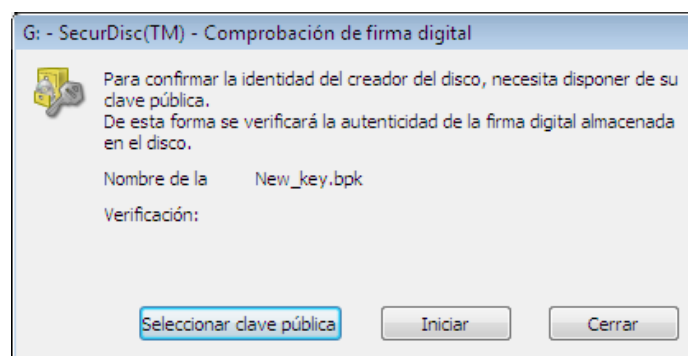 G: - SecurDisc(TM) - Comprobación de firma digital
Para confirmar la identidad del creador del disco, necesita disponer de su
clave pública.
De esta forma se verificará la autenticidad de la firma digital almacenada
en el disco.
Nombre de la New_key.bpk
Verificación:
Seleccionar clave pública Iniciar Cerrar